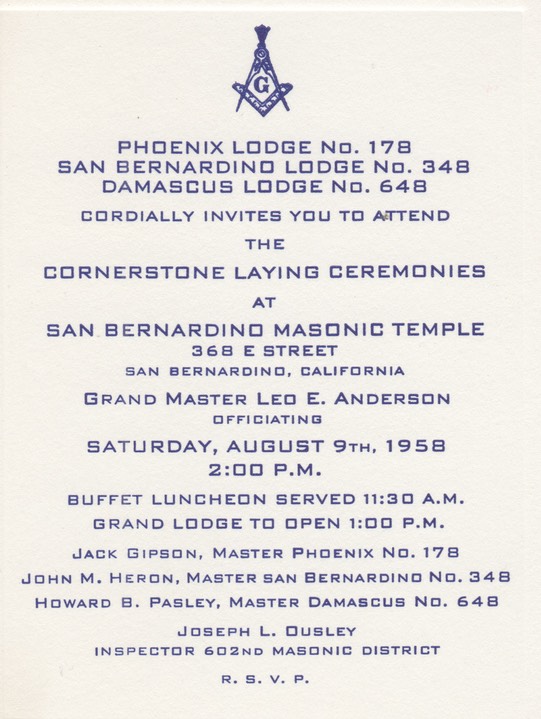 G
PHOENIX LODGE No. 178
SAN BERNARDINO LODGE No. 348
DAMASCUS LODGE No. 648
CORDIALLY INVITES YOU TO ATTEND
THE
CORNERSTONE LAYING CEREMONIES
AT
SAN BERNARDINO MASONIC TEMPLE
368 E STREET
SAN BERNARDINO, CALIFORNIA
GRAND MASTER LEO E. ANDERSON
OFFICIATING
SATURDAY, AUGUST 9TH, 1958
2:00 P.M.
BUFFET LUNCHEON SERVED 11:30 A.M.
GRAND LODGE TO OPEN 1:00 P.M.
JACK GIPSON, MASTER PHOENIX NO. 178
JOHN M. HERON, MASTER SAN BERNARDINO NO. 348
HOWARD B. PASLEY, MASTER DAMASCUS NO. 648
JOSEPH L. OUSLEY
INSPECTOR 602ND MASONIC DISTRICT
R. S. V. P.